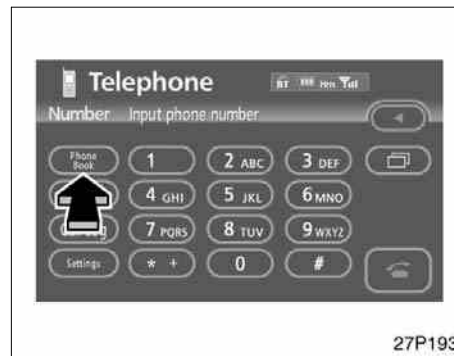 Telephone
BT Tel
Number Input phone number
Phone Book 1 2 ABC 3 DEF
4 GHI 5 JKL 6 MNO
7 PQRS 8 TUV 9 WXYZ
Settings * + 0 #
27P193